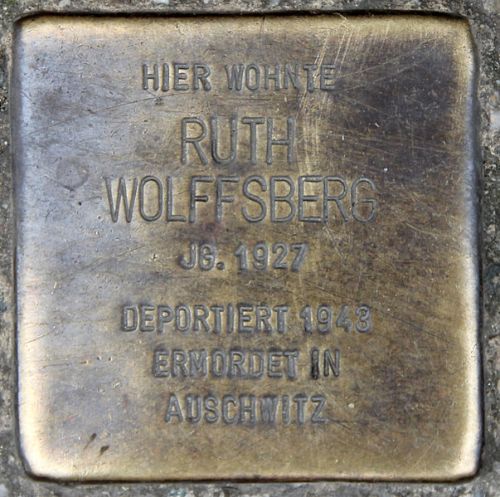 HIER WOHNTE
RUTH
WOLFFSBERG
JG. 1927
DEPORTIERT 1943
ERMORDET IN
AUSCHWITZ